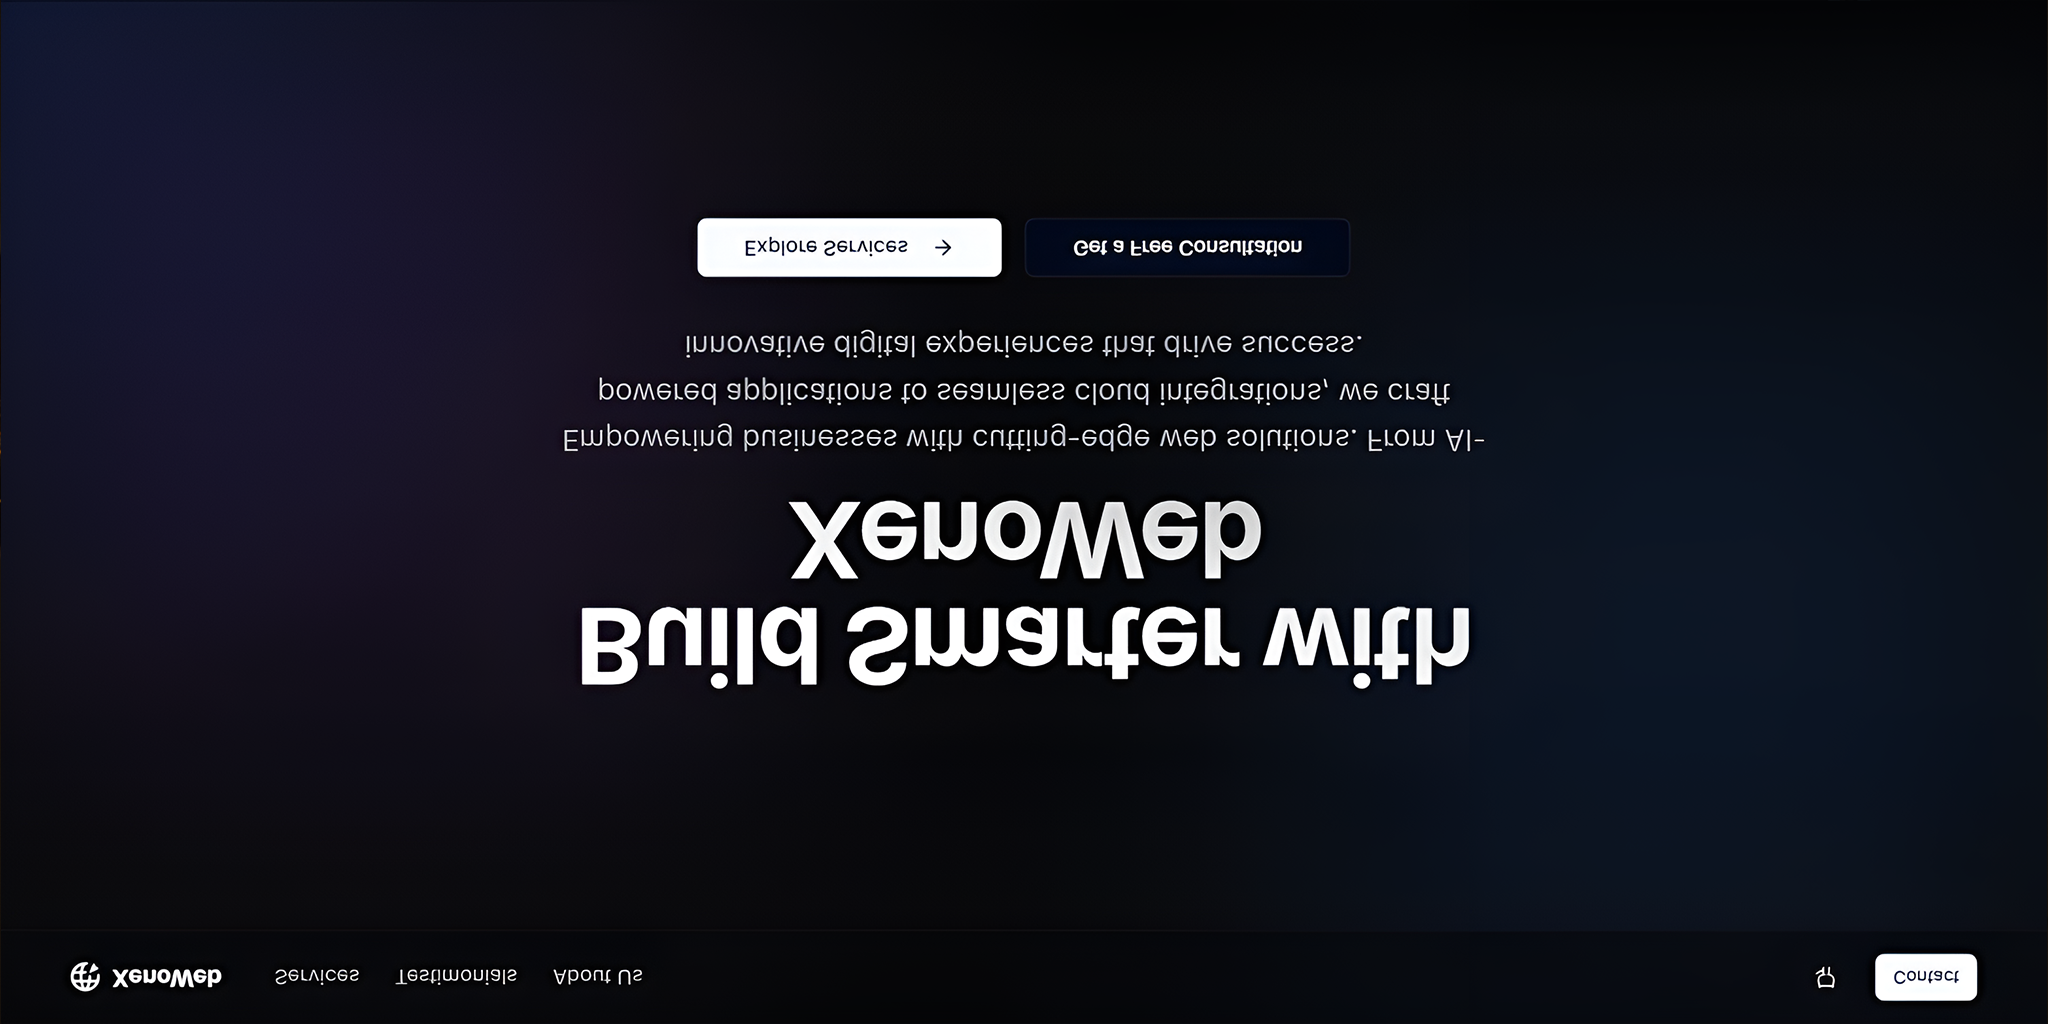 XenoWeb
Services
Testimonials
About Us
Contact
Build Smarter with
XenoWeb
Empowering businesses with cutting-edge web solutions. From AI-
powered applications to seamless cloud integrations, we craft
innovative digital experiences that drive success.
Explore Services
Get a Free Consultation